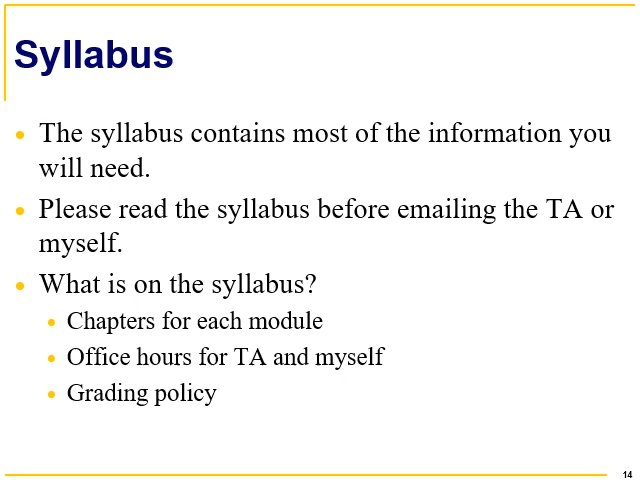 Syllabus
The syllabus contains most of the information you
will need.
Please read the syllabus before emailing the TA or
myself.
What is on the syllabus?
Chapters for each module
Office hours for TA and myself
Grading policy
14